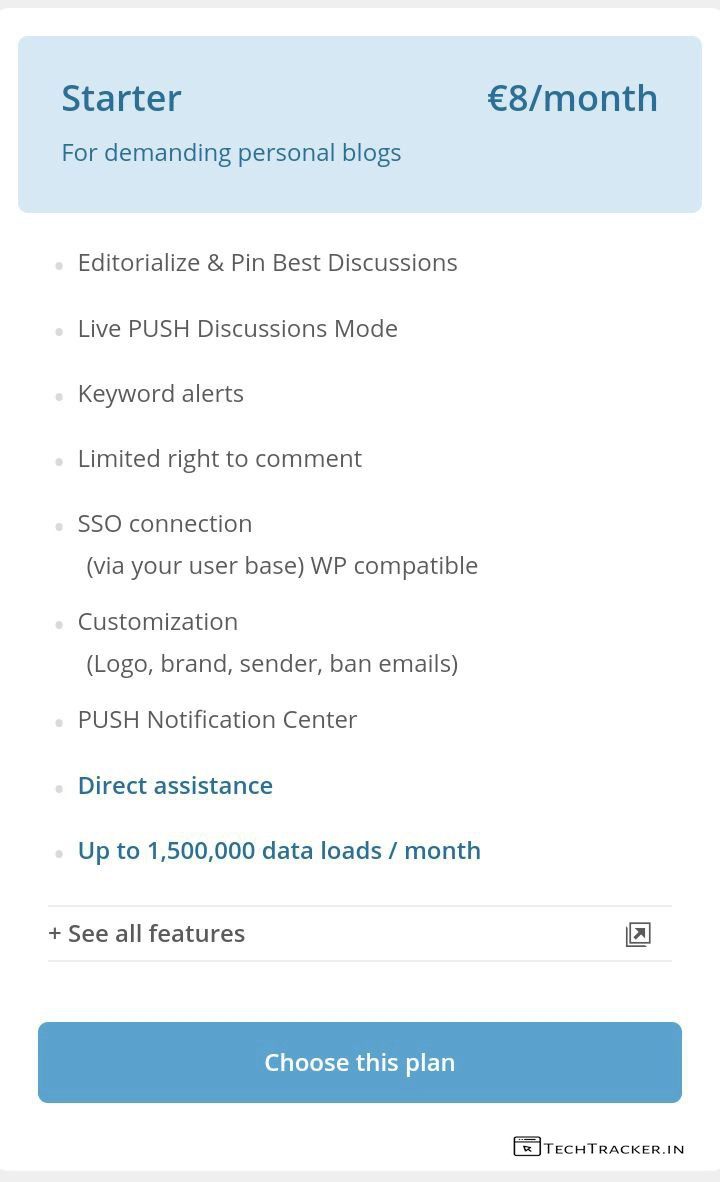 Starter
€8/month
For demanding personal blogs
Editorialize & Pin Best Discussions
Live PUSH Discussions Mode
Keyword alerts
Limited right to comment
SSO connection
(via your user base) WP compatible
Customization
(Logo, brand, sender, ban emails)
PUSH Notification Center
Direct assistance
Up to 1,500,000 data loads / month
+ See all features
Choose this plan
TECHTRACKER.IN